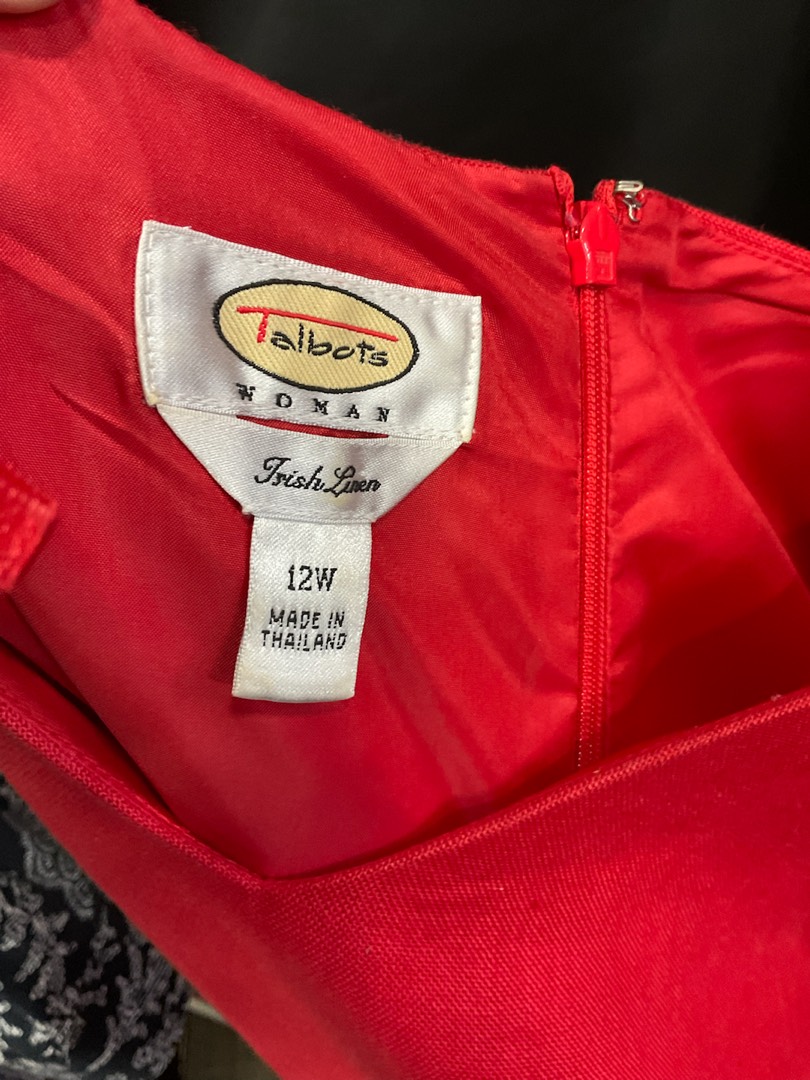 Talbots
WOMAN
Irish Linen
12W
MADE IN
THAILAND